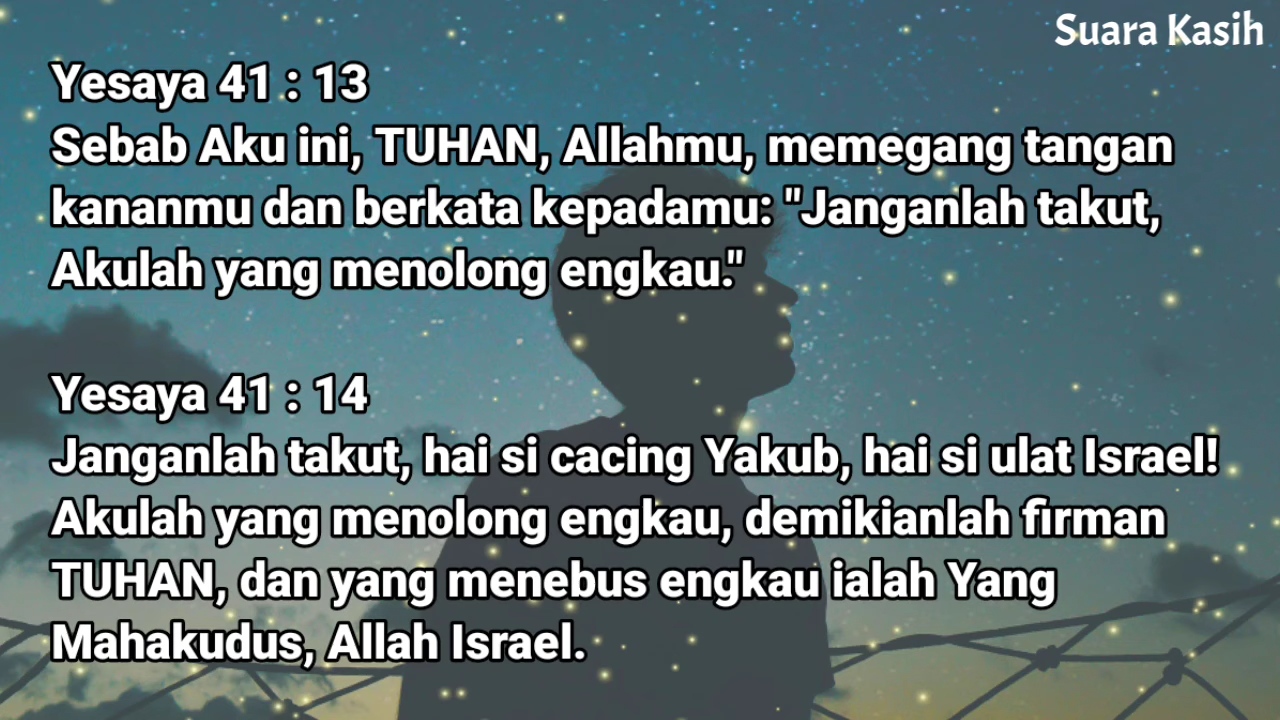 Suara Kasih
Yesaya 41 : 13
Sebab Aku ini, TUHAN, Allahmu, memegang tangan
kananmu dan berkata kepadamu: "Janganlah takut,
Akulah yang menolong engkau."
Yesaya 41 : 14
Janganlah takut, hai si cacing Yakub, hai si ulat Israel!
Akulah yang menolong engkau, demikianlah firman
TUHAN, dan yang menebus engkau ialah Yang
Mahakudus, Allah Israel.